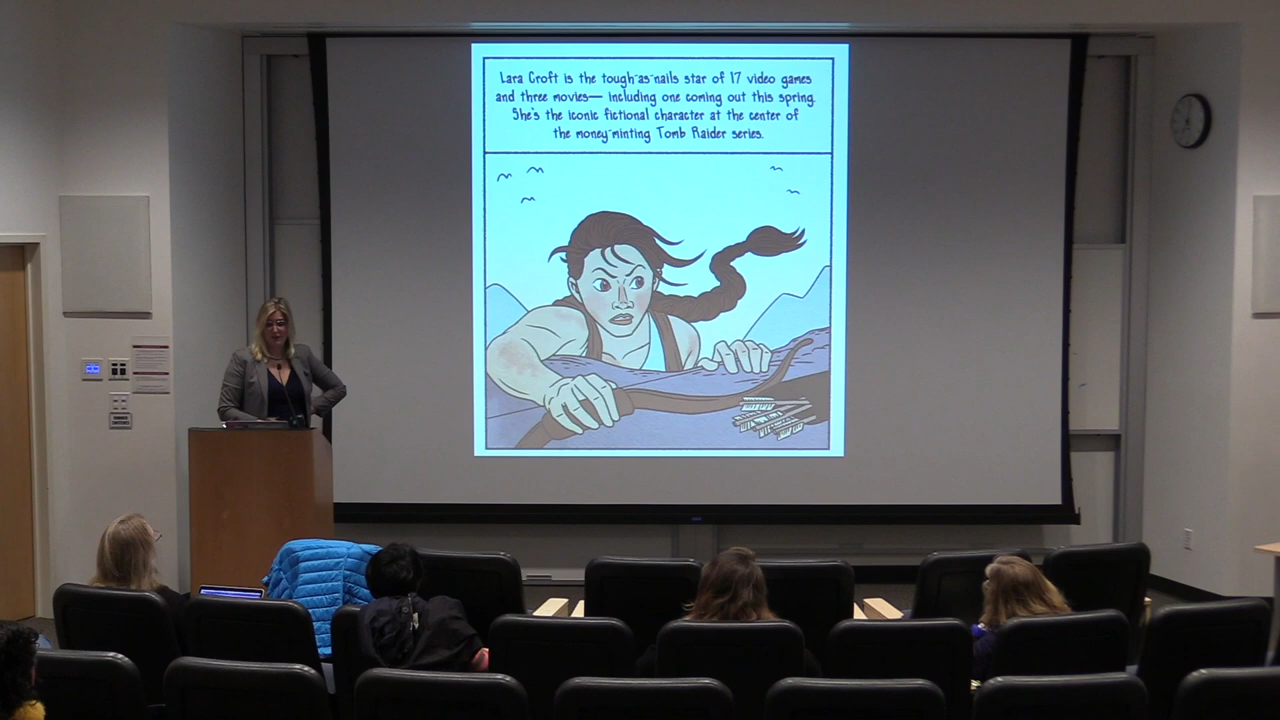 Lara Croft is the tough-as-nails star of 17 video games
and three movies— including one coming out this spring.
She's the iconic fictional character at the center of
the money-minting Tomb Raider series.